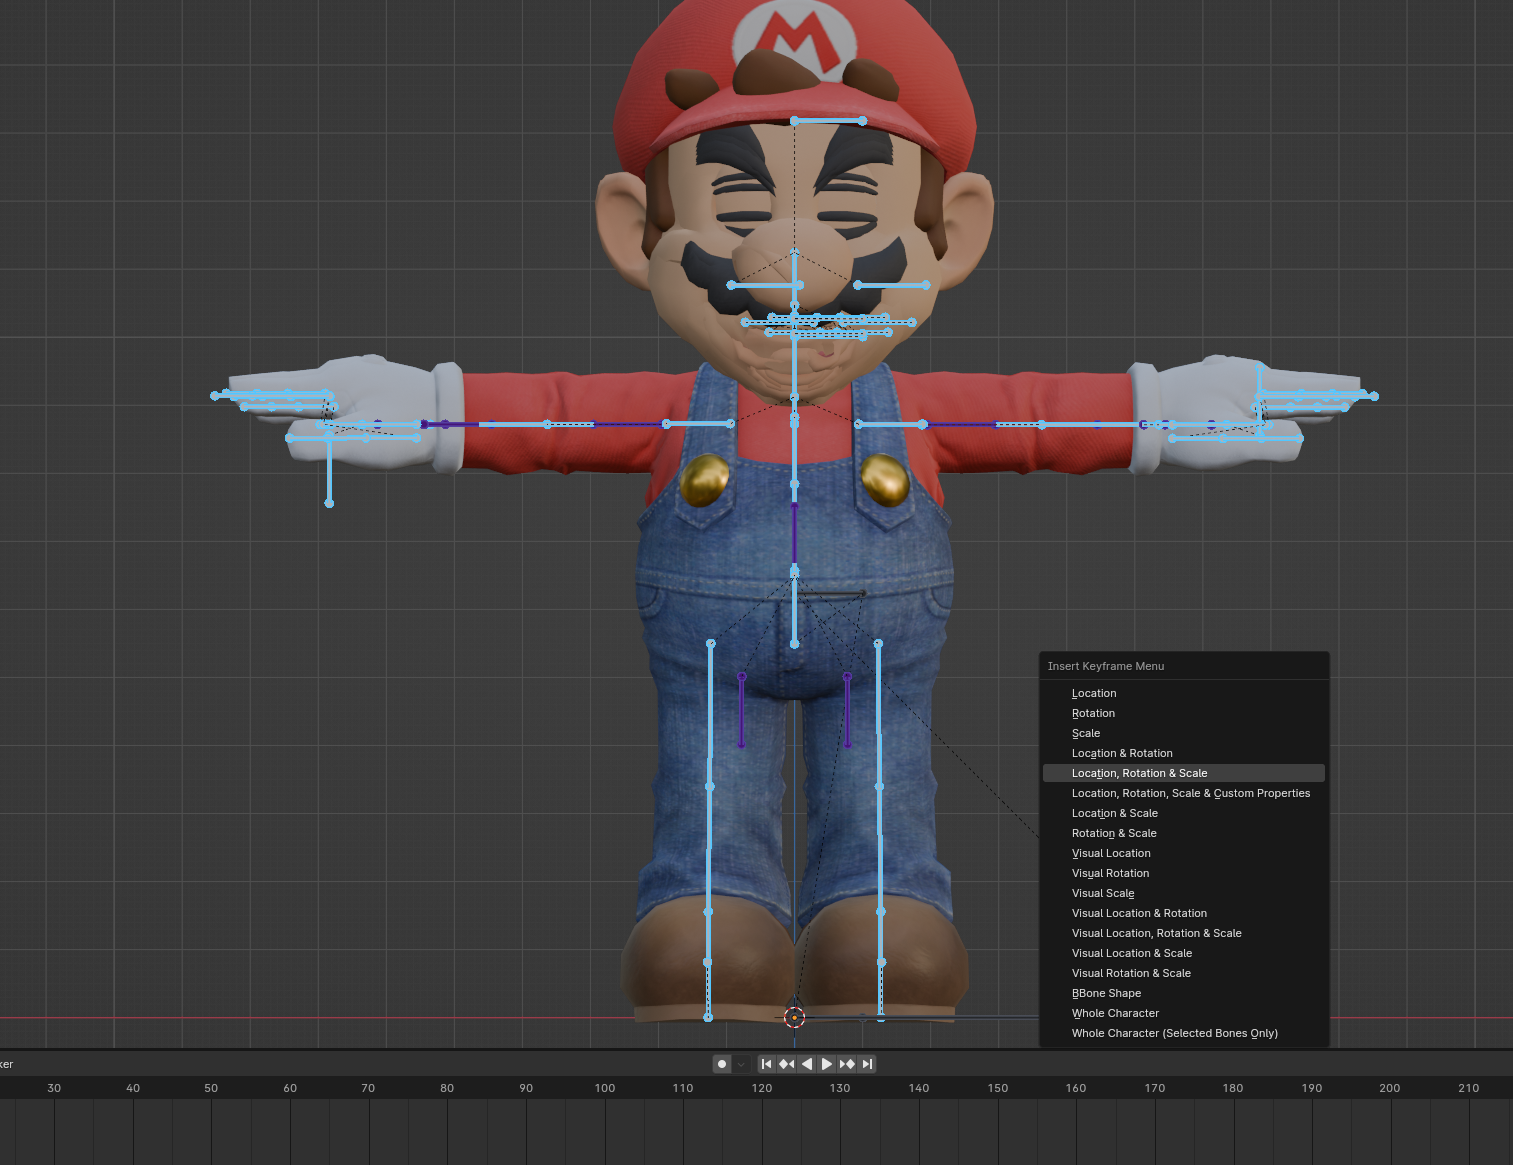 M
Insert Keyframe Menu
Location
Rotation
Scale
Location & Rotation
Location, Rotation & Scale
Location, Rotation, Scale & Custom Properties
Location & Scale
Rotation & Scale
Visual Location
Visual Rotation
Visual Scale
Visual Location & Rotation
Visual Location, Rotation & Scale
Visual Location & Scale
Visual Rotation & Scale
BBone Shape
Whole Character
Whole Character (Selected Bones Only)
ker
30 40 50 60 70 80 90 100 110 120 130 140 150 160 170 180 190 200 210